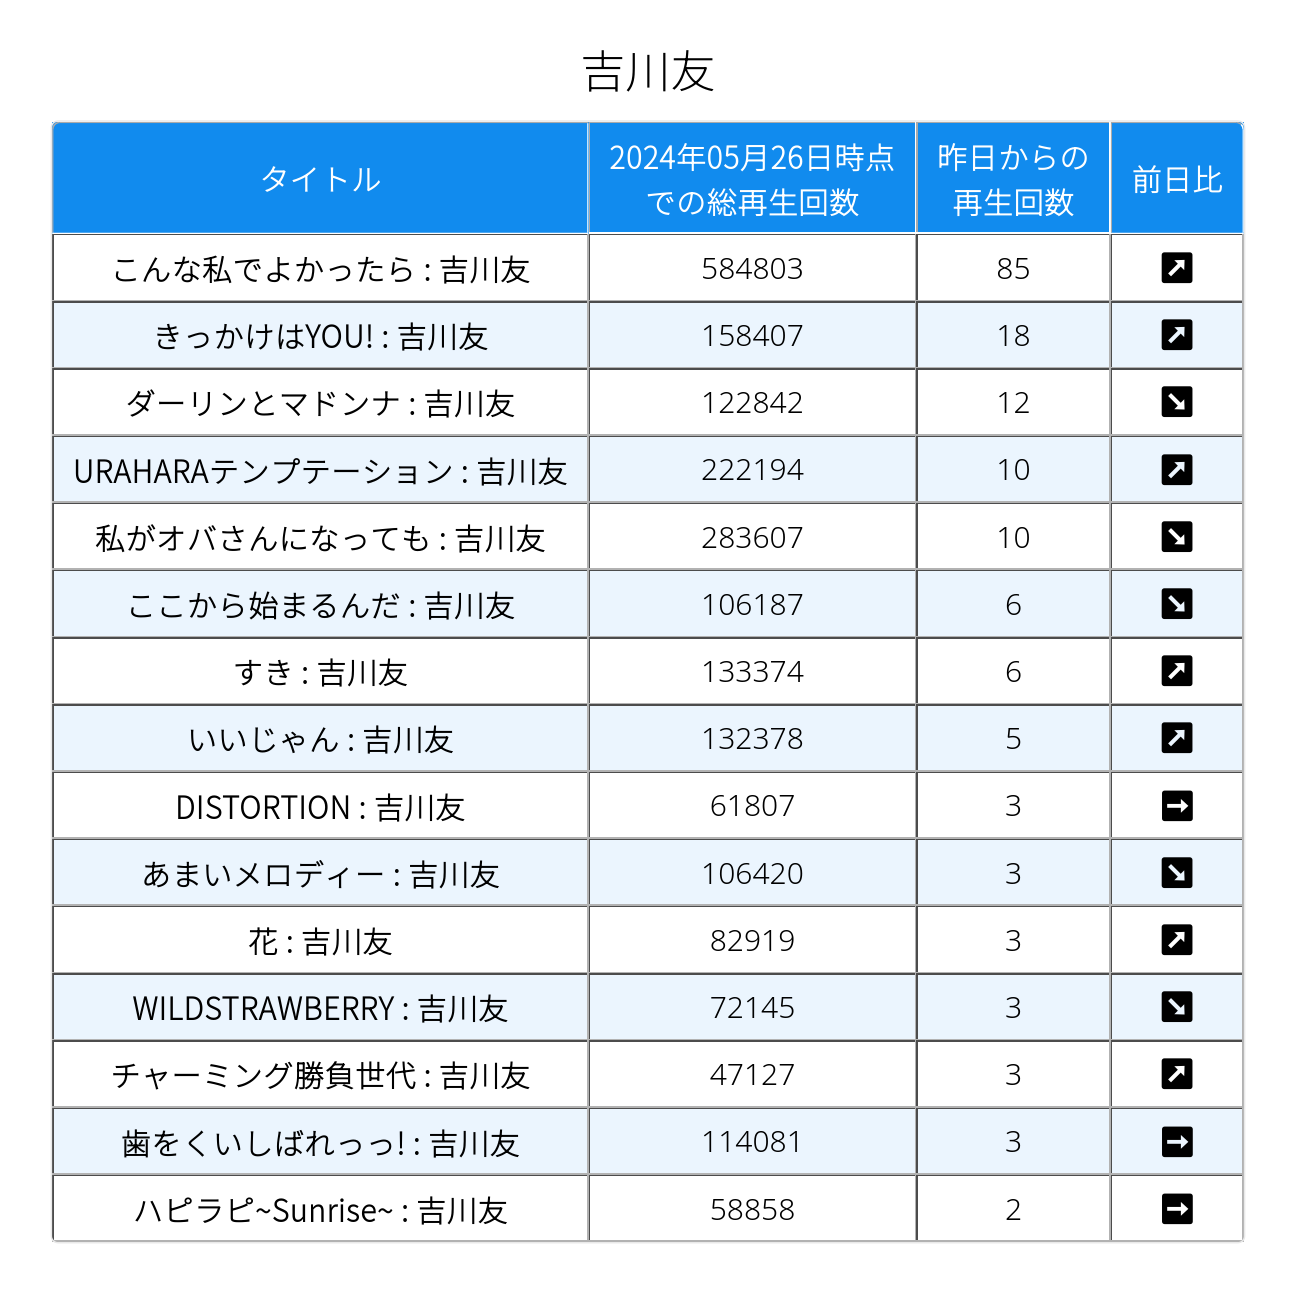 吉川友
タイトル 2024年05月26日時点での総再生回数 昨日からの再生回数 前日比
こんな私でよかったら : 吉川友 584803 85 ↗
きっかけはYOU! : 吉川友 158407 18 ↗
ダーリンとマドンナ : 吉川友 122842 12 ↘
URAHARAテンプテーション : 吉川友 222194 10 ↗
私がオバさんになっても : 吉川友 283607 10 ↘
ここから始まるんだ : 吉川友 106187 6 ↘
すき : 吉川友 133374 6 ↗
いいじゃん : 吉川友 132378 5 ↗
DISTORTION : 吉川友 61807 3 →
あまいメロディー : 吉川友 106420 3 ↘
花 : 吉川友 82919 3 ↗
WILDSTRAWBERRY : 吉川友 72145 3 ↘
チャーミング勝負世代 : 吉川友 47127 3 ↗
歯をくいしばれっっ! : 吉川友 114081 3 →
ハピラピ~Sunrise~ : 吉川友 58858 2 →